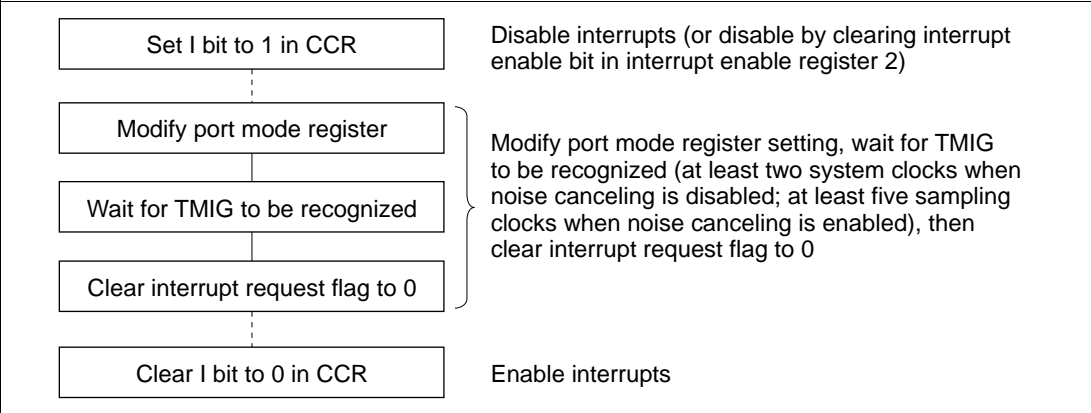 Set I bit to 1 in CCR
Disable interrupts (or disable by clearing interrupt
enable bit in interrupt enable register 2)
Modify port mode register
Wait for TMIG to be recognized
Clear interrupt request flag to 0
Modify port mode register setting, wait for TMIG
to be recognized (at least two system clocks when
noise canceling is disabled; at least five sampling
clocks when noise canceling is enabled), then
clear interrupt request flag to 0
Clear I bit to 0 in CCR
Enable interrupts